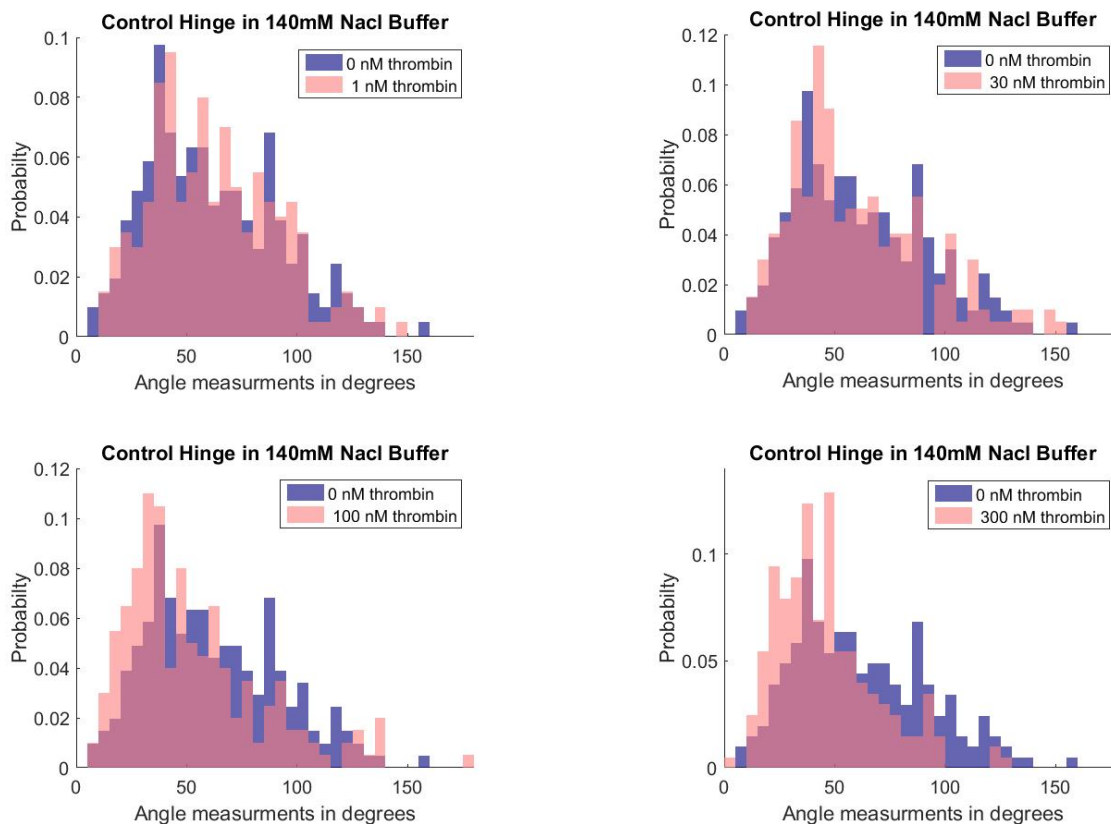 Control Hinge in 140mM Nacl Buffer
0.1
0.08
0.06
0.04
0.02
0
Probabilty
0 nM thrombin
1 nM thrombin
0 50 100 150
Angle measurments in degrees
Control Hinge in 140mM Nacl Buffer
0.12
0.1
0.08
0.06
0.04
0.02
0
Probabilty
0 nM thrombin
30 nM thrombin
0 50 100 150
Angle measurments in degrees
Control Hinge in 140mM Nacl Buffer
0.12
0.1
0.08
0.06
0.04
0.02
0
Probabilty
0 nM thrombin
100 nM thrombin
0 50 100 150
Angle measurments in degrees
Control Hinge in 140mM Nacl Buffer
0.1
0.05
0
Probabilty
0 nM thrombin
300 nM thrombin
0 50 100 150
Angle measurments in degrees